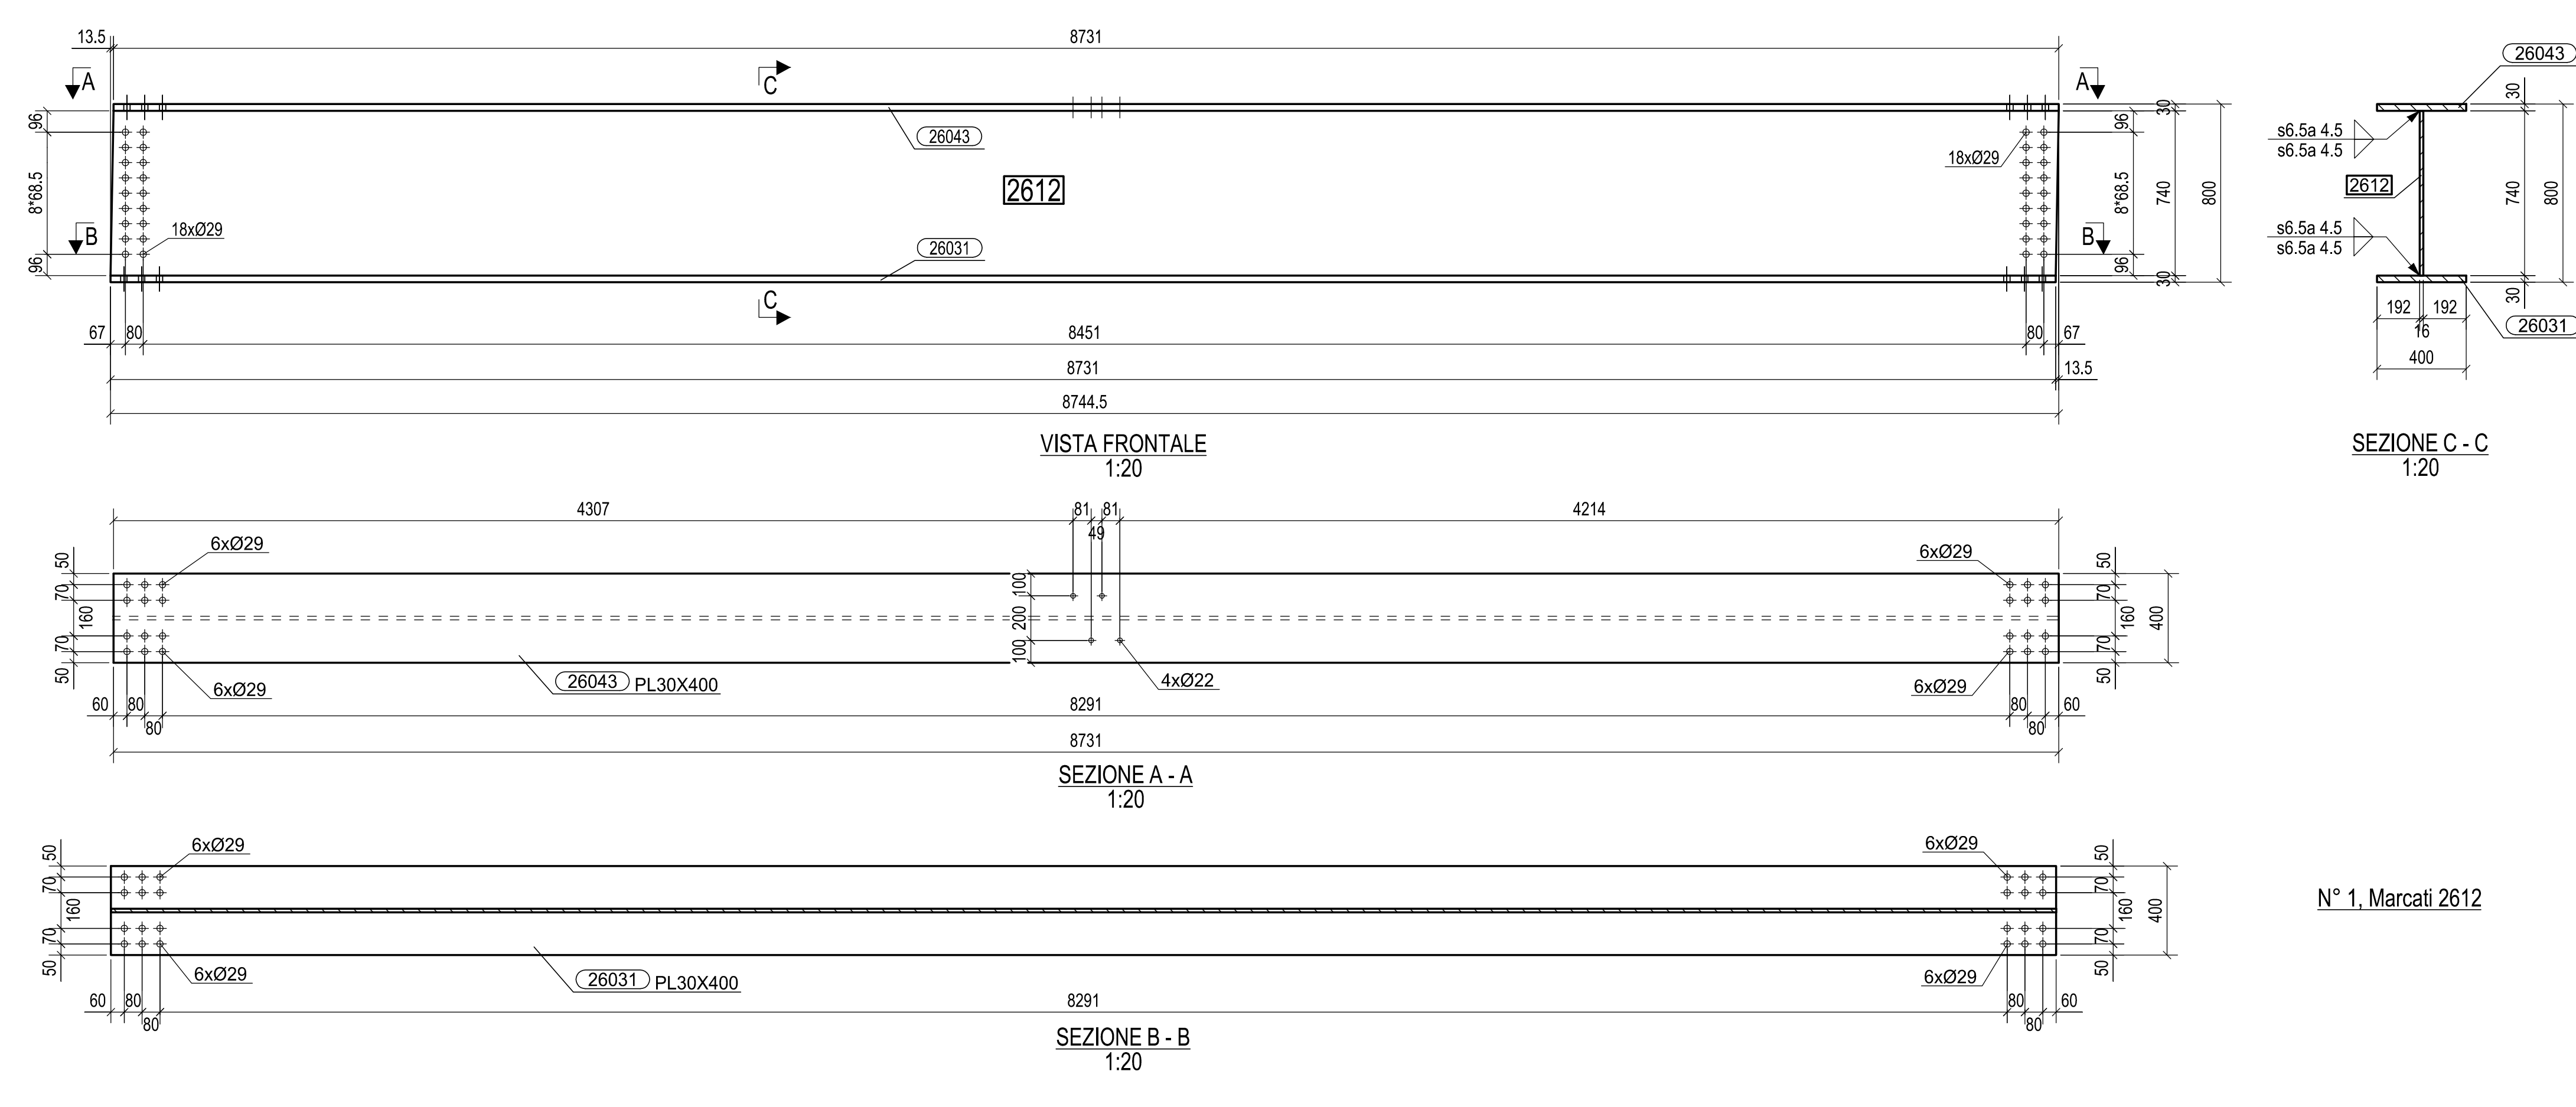 13.5
8731
A
C
A
96
8*68.5
96
26043
2612
18xØ29
B
26031
C
18xØ29
B
96
8*68.5
96
30
740
30
800
67
80
8451
80
67
8731
13.5
8744.5
VISTA FRONTALE
1:20
26043
s6.5a 4.5
s6.5a 4.5
2612
s6.5a 4.5
s6.5a 4.5
30
740
30
800
192
192
16
400
26031
SEZIONE C - C
1:20
4307
81
81
49
4214
50
70
160
70
50
6xØ29
6xØ29
100
200
100
26043 PL30X400
4xØ22
6xØ29
6xØ29
50
70
160
70
50
400
60
80
80
8291
80
80
60
8731
SEZIONE A - A
1:20
50
70
160
70
50
6xØ29
6xØ29
26031 PL30X400
6xØ29
6xØ29
50
70
160
70
50
400
60
80
80
8291
80
80
60
SEZIONE B - B
1:20
N° 1, Marcati 2612